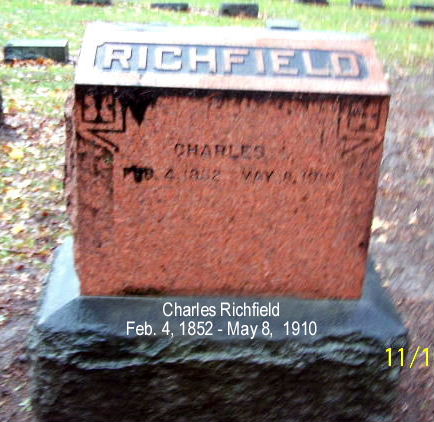 RICHFIELD
CHARLES
FEB. 4, 1852 MAY 8, 1910
Charles Richfield
Feb. 4, 1852 - May 8, 1910
11/1